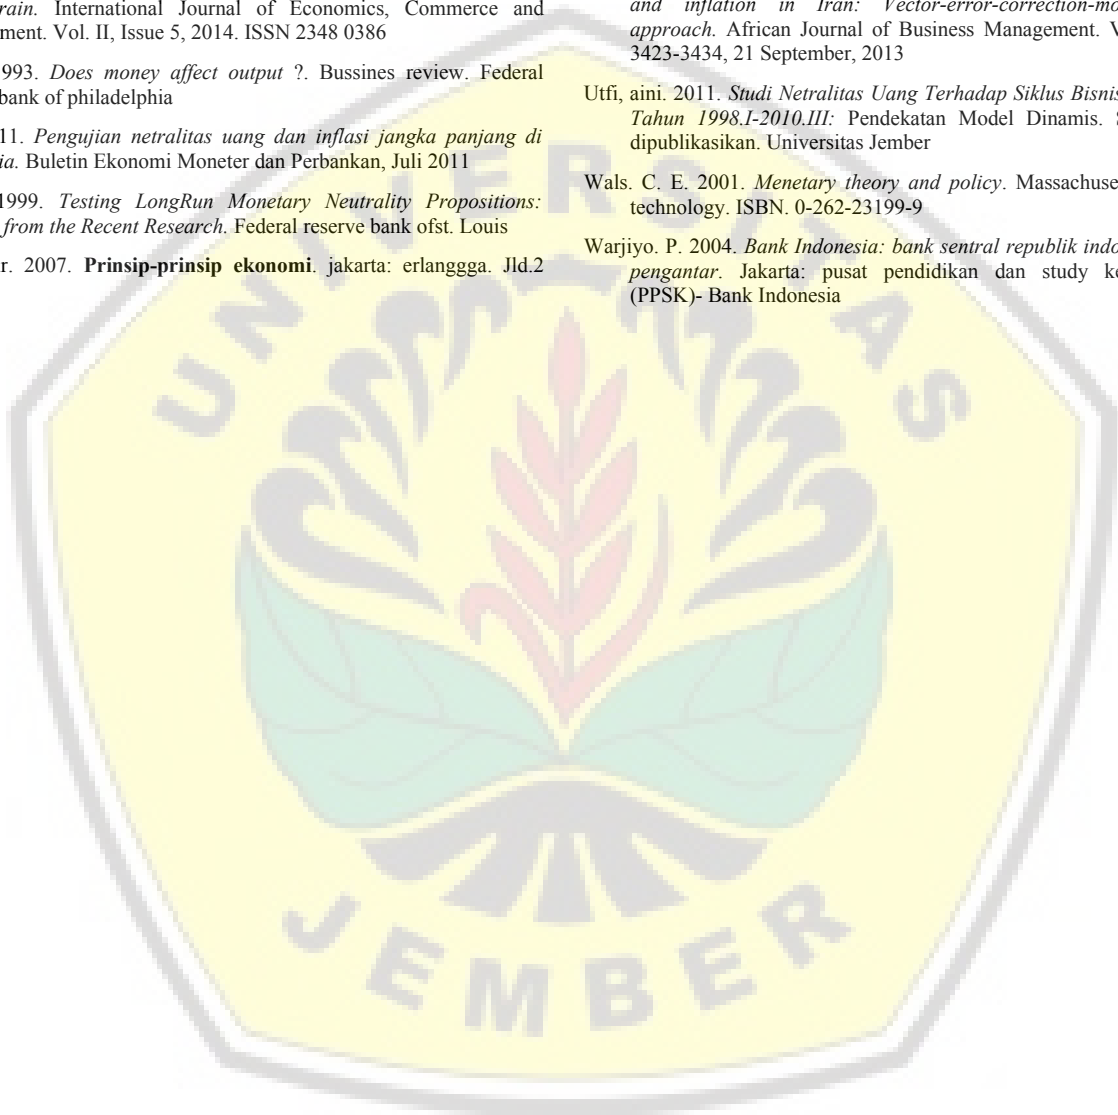 rain. International Journal of Economics, Commerce and
ment. Vol. II, Issue 5, 2014. ISSN 2348 0386
1993. Does money affect output ?. Bussines review. Federal
bank of philadelphia
11. Pengujian netralitas uang dan inflasi jangka panjang di
ia. Buletin Ekonomi Moneter dan Perbankan, Juli 2011
1999. Testing LongRun Monetary Neutrality Propositions:
from the Recent Research. Federal reserve bank ofst. Louis
r. 2007. Prinsip-prinsip ekonomi. jakarta: erlanggga. Jld.2
and inflation in Iran: Vector-error-correction-mo
approach. African Journal of Business Management. V
3423-3434, 21 September, 2013
Utfi, aini. 2011. Studi Netralitas Uang Terhadap Siklus Bisnis
Tahun 1998.I-2010.III: Pendekatan Model Dinamis. S
dipublikasikan. Universitas Jember
Wals. C. E. 2001. Menetary theory and policy. Massachuse
technology. ISBN. 0-262-23199-9
Warjiyo. P. 2004. Bank Indonesia: bank sentral republik indo
pengantar. Jakarta: pusat pendidikan dan study ke
(PPSK)- Bank Indonesia
UNIVERSITAS
JEMBER